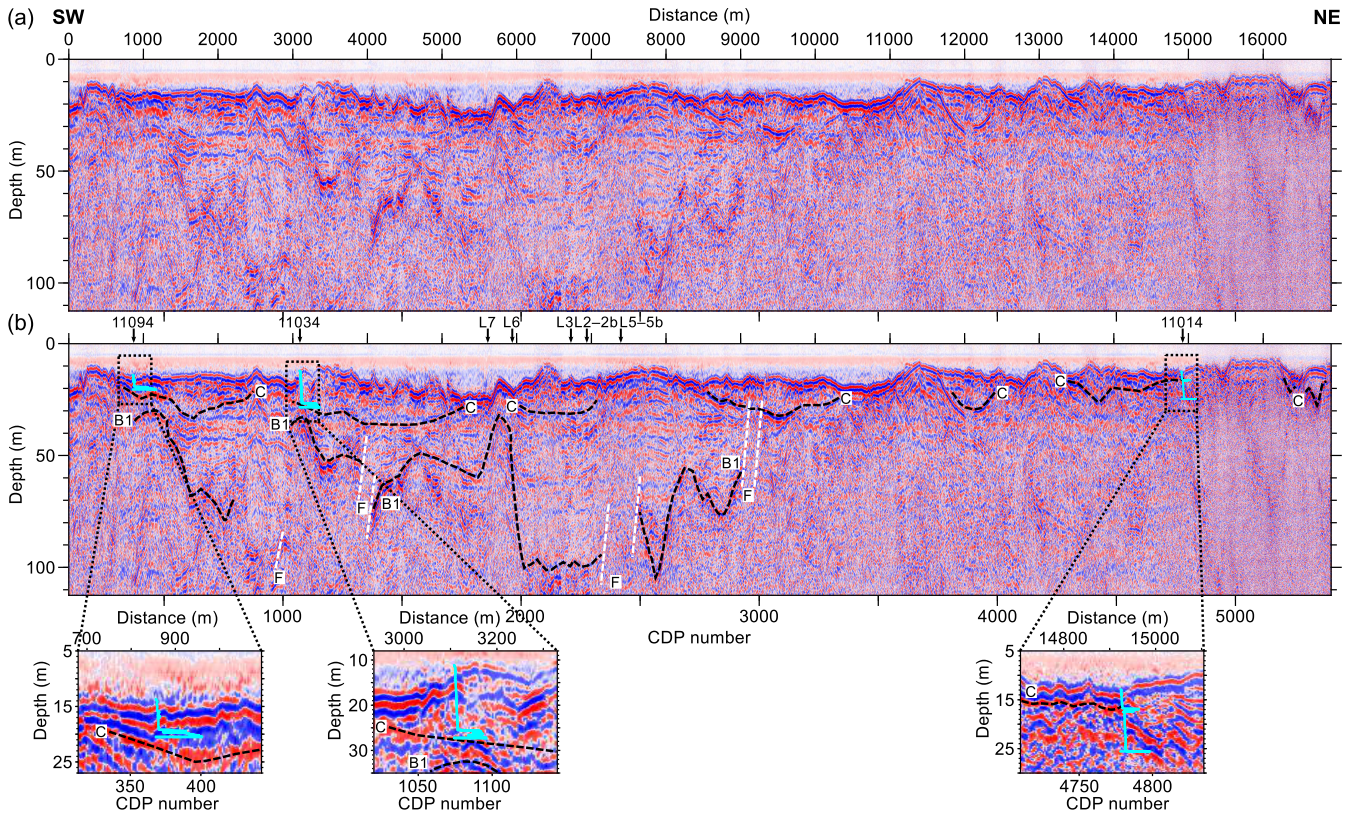 (a) SW Distance (m) NE
0 1000 2000 3000 4000 5000 6000 7000 8000 9000 10000 11000 12000 13000 14000 15000 16000
0
50
100
Depth (m)
(b) 11094 11034 L7 L6 L3 L2–2b L5–5b 11014
0
50
100
Depth (m)
C C C C C C C
B1 B1 B1 B1
F F F F
1000 2000 3000 4000 5000
CDP number
Distance (m)
700 900
5
15
25
Depth (m)
C
350 400
CDP number
Distance (m)
3000 3200
10
20
30
Depth (m)
C
B1
1050 1100
CDP number
Distance (m)
14800 15000
5
15
25
Depth (m)
C
4750 4800
CDP number